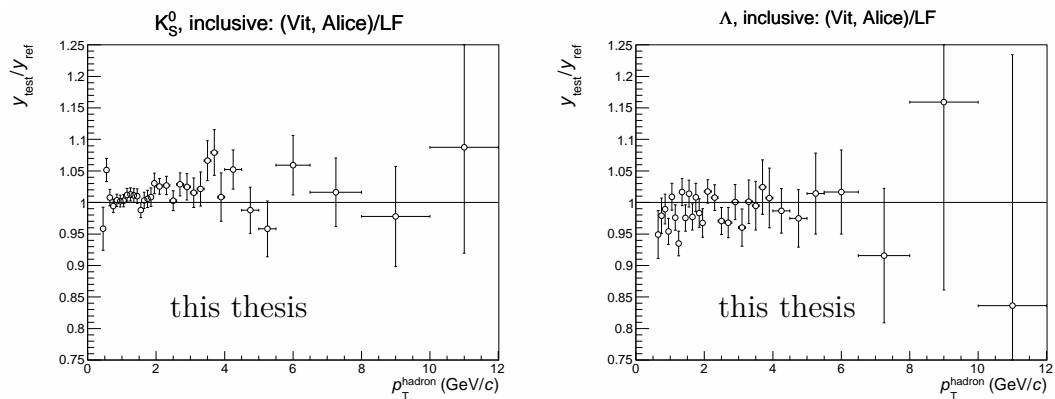 K⁰_S, inclusive: (Vit, Alice)/LF
y_test/y_ref
1.25
1.2
1.15
1.1
1.05
1
0.95
0.9
0.85
0.8
0.75
this thesis
0 2 4 6 8 10 12
p_T^hadron (GeV/c)
Λ, inclusive: (Vit, Alice)/LF
y_test/y_ref
1.25
1.2
1.15
1.1
1.05
1
0.95
0.9
0.85
0.8
0.75
this thesis
0 2 4 6 8 10 12
p_T^hadron (GeV/c)